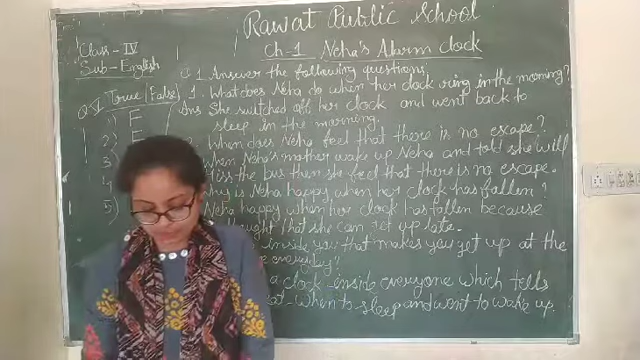 Rawat Public School
Ch-1 Neha's Alarm clock
Class - IV
Sub - English
Q.1. Answer the following questions.
1. What does Neha do when her clock ring in the morning?
Ans She switched off her clock and went back to
sleep in the morning.
When does Neha feel that there is no escape?
When Neha's mother wake up Neha and told she will
miss the bus then she feel that there is no escape.
is Neha happy when her clock has fallen?
Neha happy when her clock has fallen because
thought that she can get up late.
inside you that makes you get up at the
a clock inside everyone which tells
when to sleep and went to wake up.
Q.V True/False
1) F
2) F
3)
4)
5)